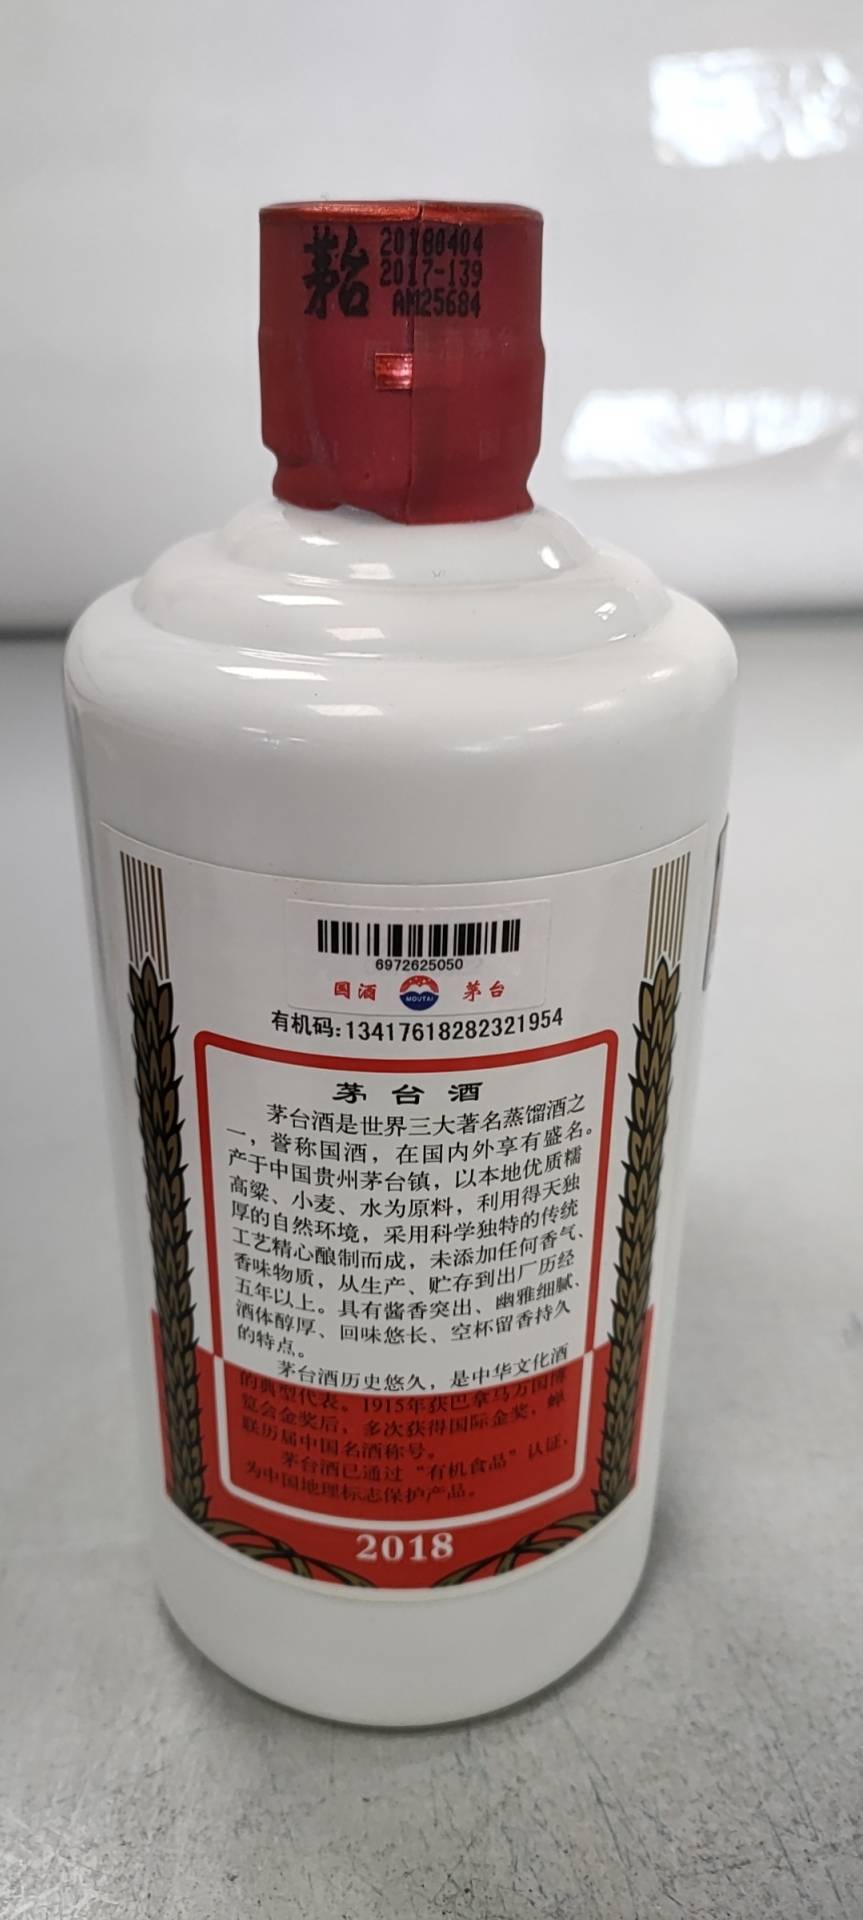 茅台
20180404
2017-139
AM25684
6972625050
国酒 MOUTAI 茅台
有机码:13417618282321954
茅台酒
茅台酒是世界三大著名蒸馏酒之
一，誉称国酒，在国内外享有盛名。
产于中国贵州茅台镇，以本地优质糯
高粱、小麦、水为原料，利用得天独
厚的自然环境，采用科学独特的传统
工艺精心酿制而成，未添加任何香气、
香味物质，从生产、贮存到出厂历经
五年以上。具有酱香突出、幽雅细腻、
酒体醇厚、回味悠长、空杯留香持久
的特点。
茅台酒历史悠久，是中华文化酒
的典型代表。1915年获巴拿马万国博
览会金奖后，多次获得国际金奖，蝉
联历届中国名酒称号。
茅台酒已通过“有机食品”认证，
为中国地理标志保护产品。
2018